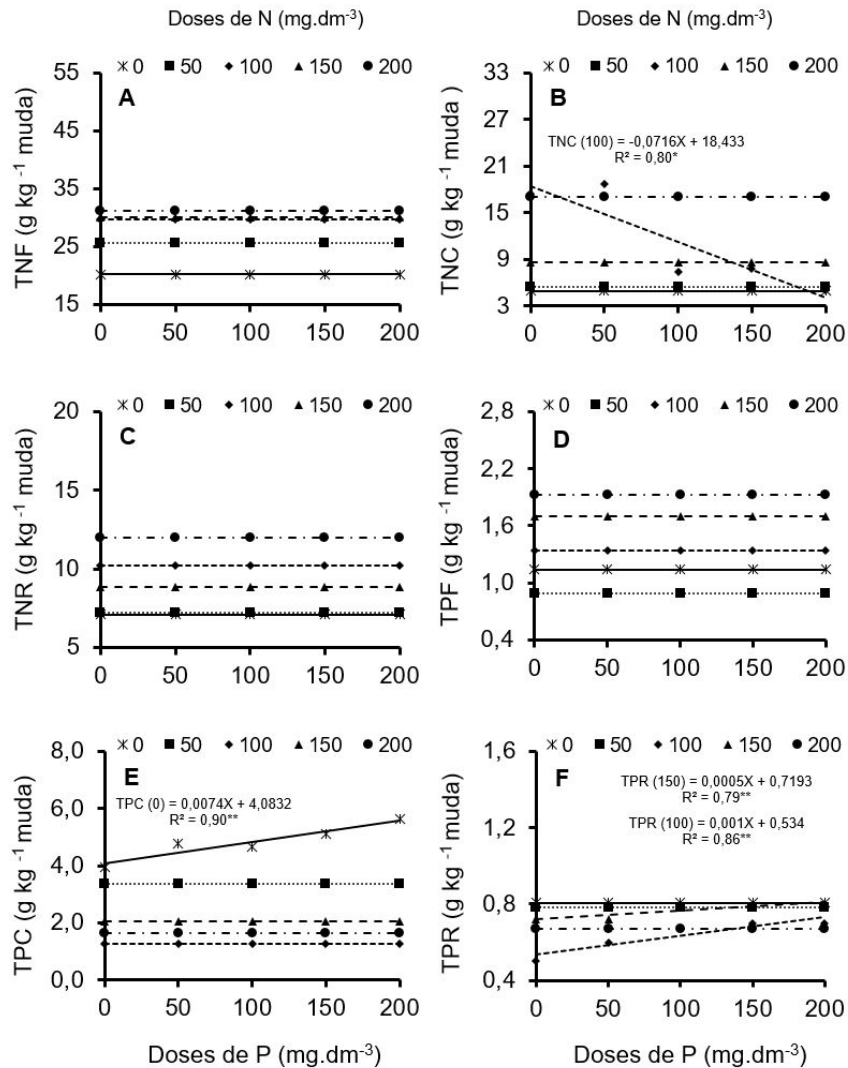 Doses de N (mg.dm-3)
Doses de N (mg.dm-3)
0 50 100 150 200
A
55
45
35
25
15
TNF (g kg -1 muda)
0 50 100 150 200
0 50 100 150 200
B
TNC (100) = -0,0716X + 18,433
R² = 0,80*
33
27
21
15
9
3
TNC (g kg -1 muda )
0 50 100 150 200
0 50 100 150 200
C
20
15
10
5
TNR (g kg -1 muda)
0 50 100 150 200
0 50 100 150 200
D
2,8
2,2
1,6
1,0
0,4
TPF (g kg -1 muda)
0 50 100 150 200
0 50 100 150 200
E
TPC (0) = 0,0074X + 4,0832
R² = 0,90**
8,0
6,0
4,0
2,0
0,0
TPC (g kg -1 muda)
0 50 100 150 200
Doses de P (mg.dm-3)
0 50 100 150 200
F
TPR (150) = 0,0005X + 0,7193
R² = 0,79**
TPR (100) = 0,001X + 0,534
R² = 0,86**
1,6
1,2
0,8
0,4
TPR (g kg -1 muda)
0 50 100 150 200
Doses de P (mg.dm-3)